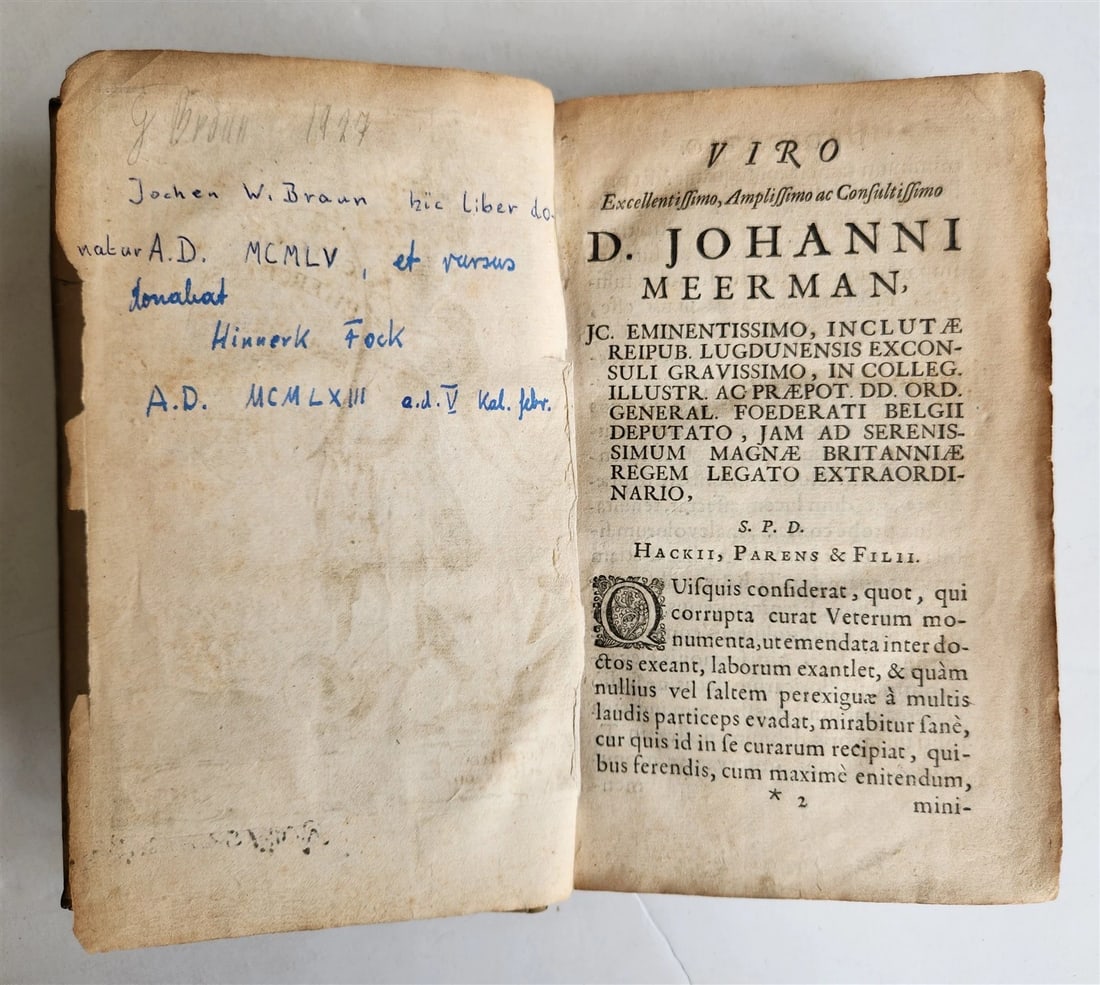 1927
Jochen W. Braun hic liber do-
natur A.D. MCMLV, et rursus
donabat
Hinnerk Fock
A.D. MCMLXIII a.d. V Kal. febr.
VIRO
Excellentiſſimo, Ampliſſimo ac Conſultiſſimo
D. JOHANNI
MEERMAN,
JC. EMINENTISSIMO, INCLUTÆ
REIPUB. LUGDUNENSIS EXCON-
SULI GRAVISSIMO, IN COLLEG.
ILLUSTR. AC PRÆPOT. DD. ORD.
GENERAL. FOEDERATI BELGII
DEPUTATO, JAM AD SERENIS-
SIMUM MAGNÆ BRITANNIÆ
REGEM LEGATO EXTRAORDI-
NARIO,
S. P. D.
HACKII, PARENS & FILII.
QUiſquis conſiderat, quot, qui
corrupta curat Veterum mo-
numenta, ut emendata inter do-
ctos exeant, laborum exantlet, & quàm
nullius vel ſaltem perexiguæ à multis
laudis particeps evadat, mirabitur ſanè,
cur quis id in ſe curarum recipiat, qui-
bus ferendis, cum maximè enitendum,
* 2 mini-